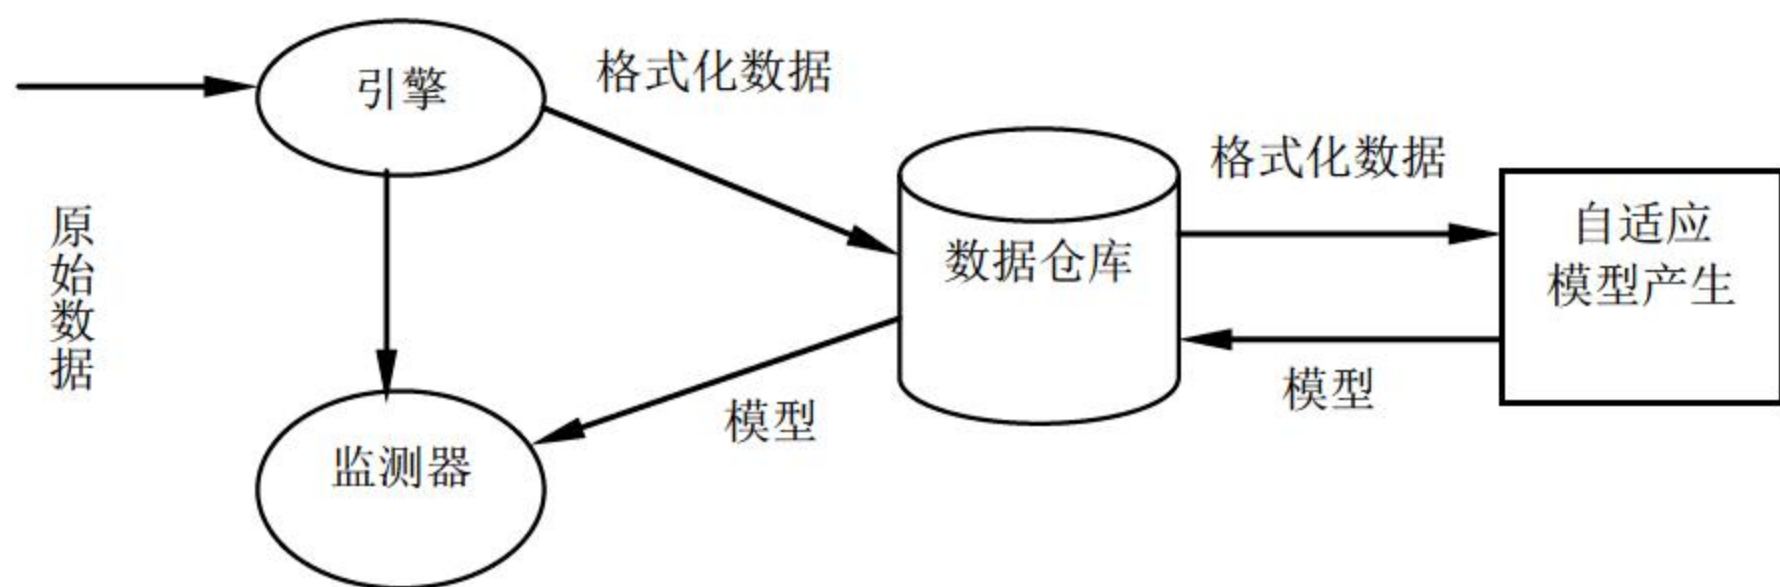 引擎
格式化数据
格式化数据
原始数据
数据仓库
自适应
模型产生
模型
模型
监测器